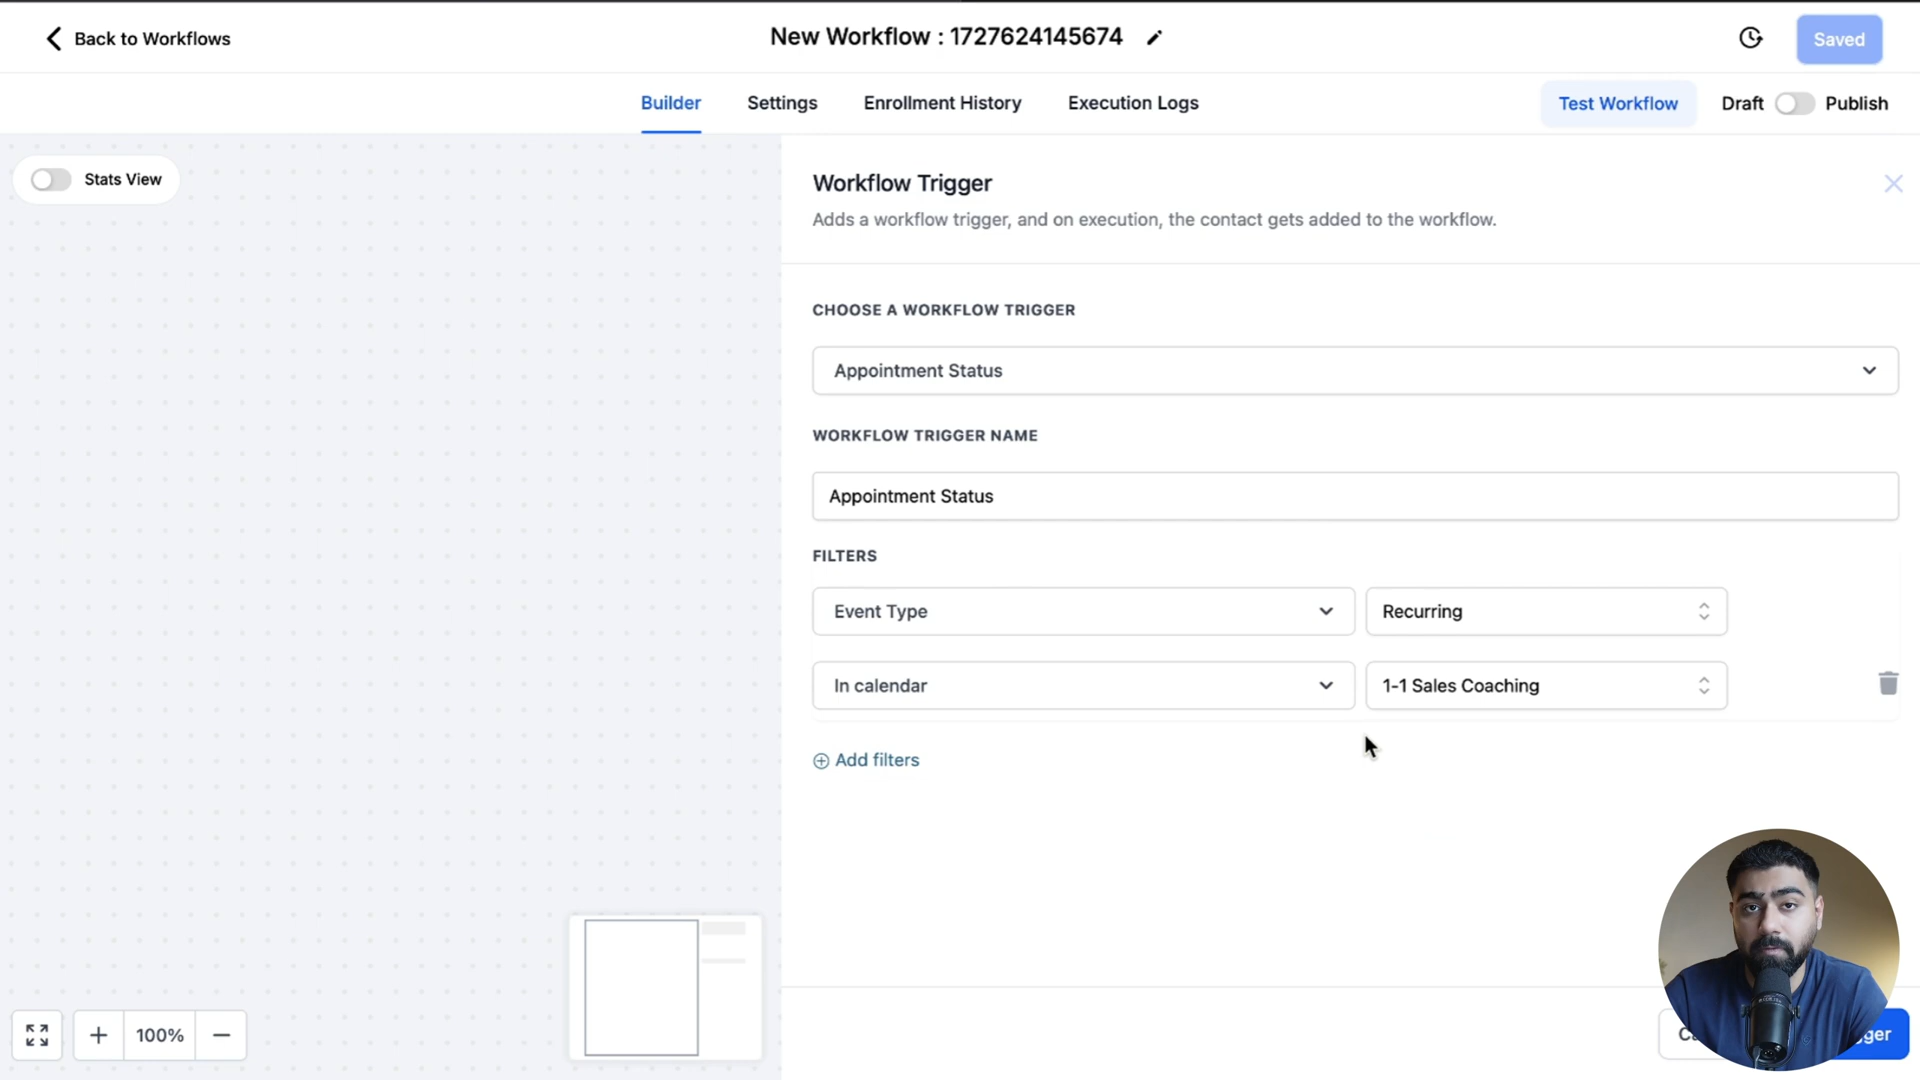 Back to Workflows
New Workflow : 1727624145674
Saved
Builder
Settings
Enrollment History
Execution Logs
Test Workflow
Draft
Publish
Stats View
Workflow Trigger
Adds a workflow trigger, and on execution, the contact gets added to the workflow.
CHOOSE A WORKFLOW TRIGGER
Appointment Status
WORKFLOW TRIGGER NAME
Appointment Status
FILTERS
Event Type
Recurring
In calendar
1-1 Sales Coaching
Add filters
100%